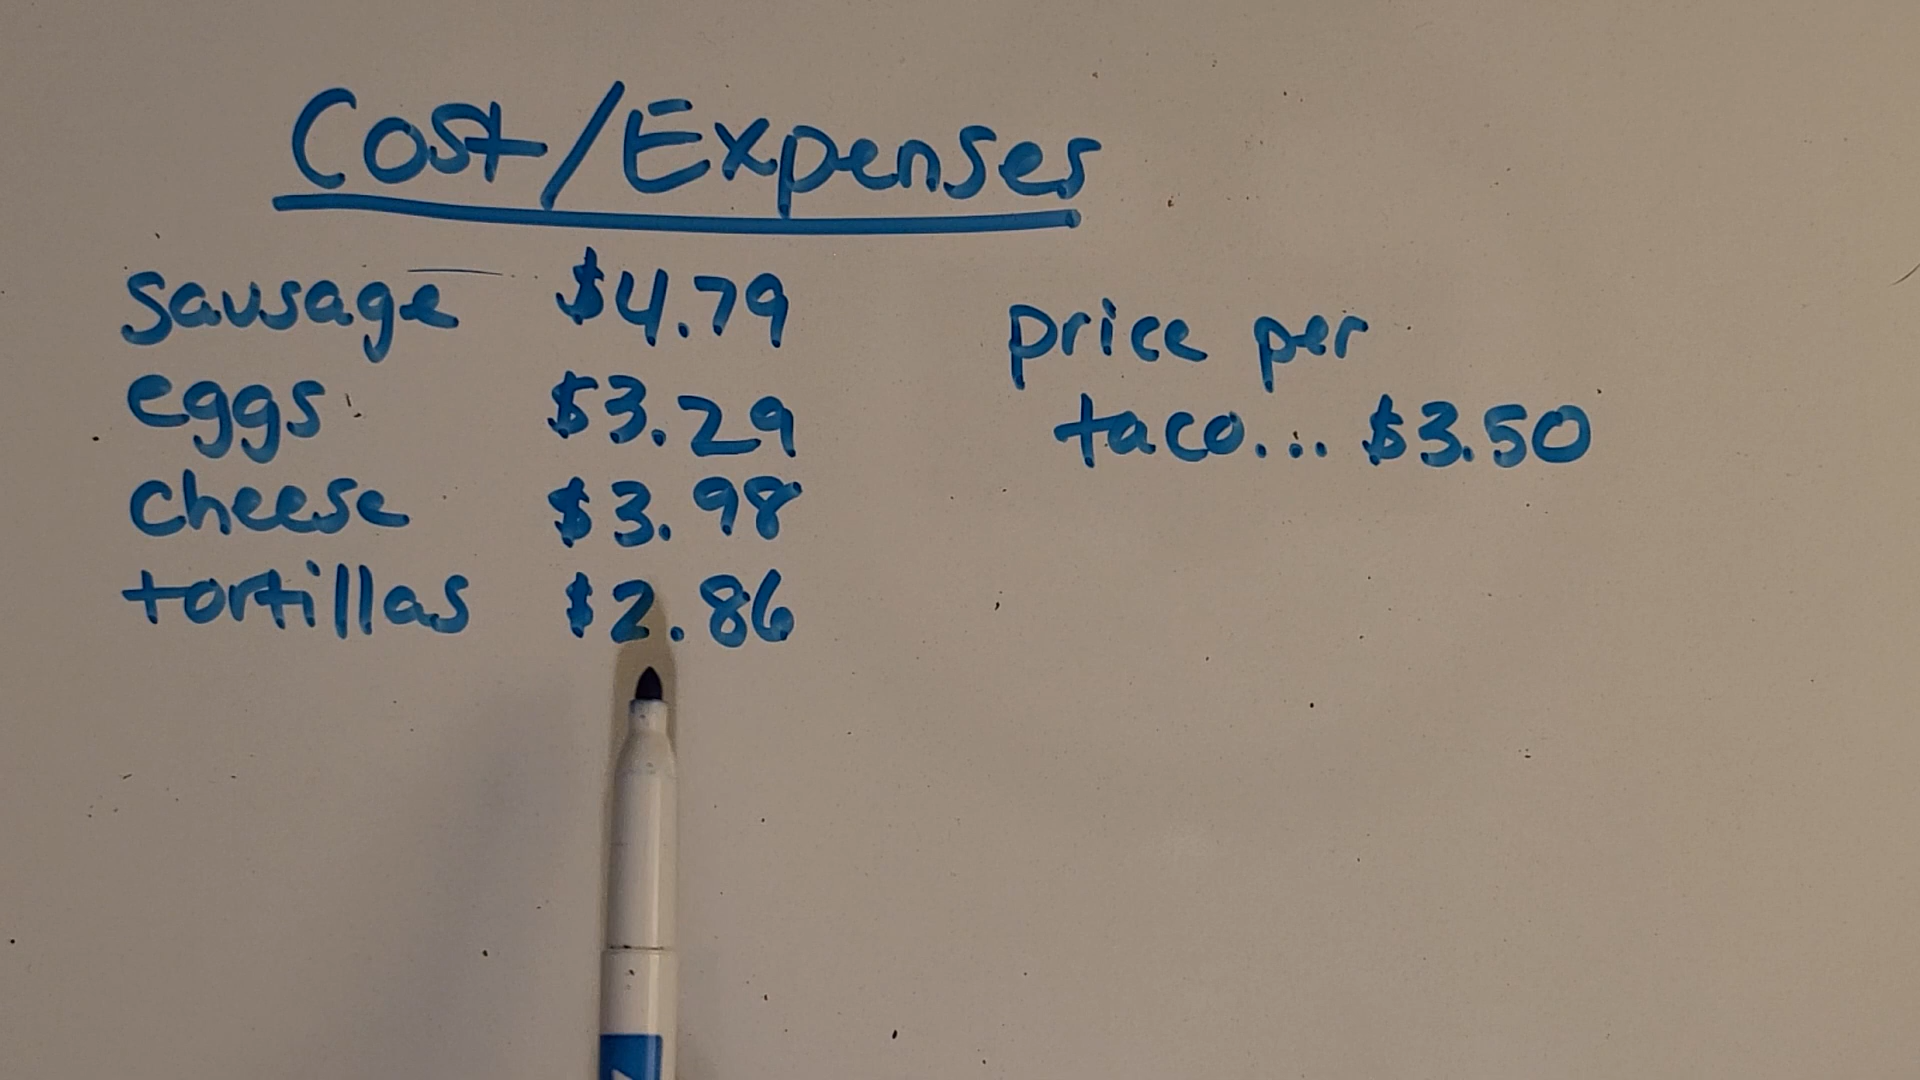 Cost/Expenses
sausage $4.79
eggs $3.29
cheese $3.98
tortillas $2.86
price per
taco... $3.50